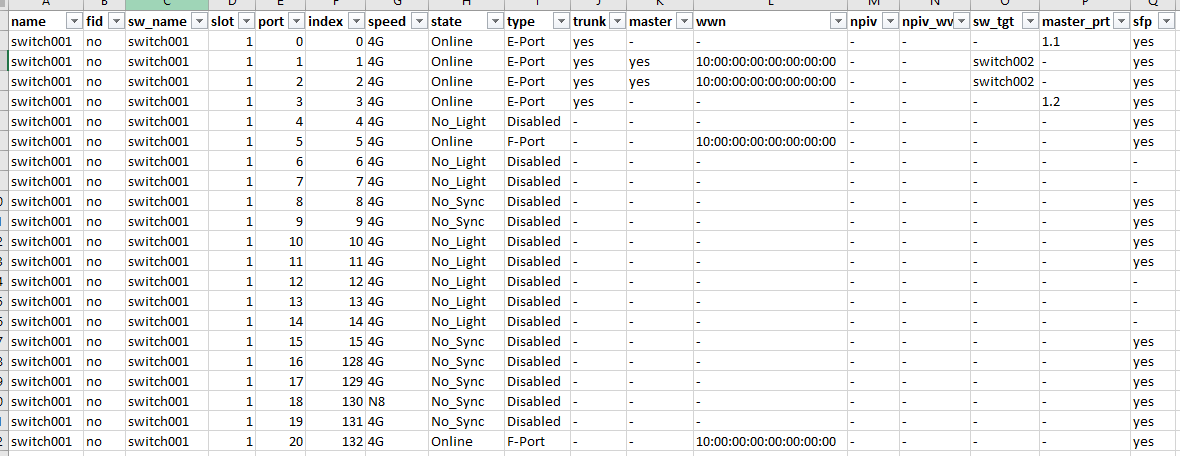 A B C D E F G H I J K L M N O P Q
name fid sw_name slot port index speed state type trunk master wwn npiv npiv_wv sw_tgt master_prt sfp
switch001 no switch001 1 0 0 4G Online E-Port yes - - - - - 1.1 yes
switch001 no switch001 1 1 1 4G Online E-Port yes yes 10:00:00:00:00:00:00:00 - - switch002 - yes
switch001 no switch001 1 2 2 4G Online E-Port yes yes 10:00:00:00:00:00:00:00 - - switch002 - yes
switch001 no switch001 1 3 3 4G Online E-Port yes - - - - - 1.2 yes
switch001 no switch001 1 4 4 4G No_Light Disabled - - - - - - - yes
switch001 no switch001 1 5 5 4G Online F-Port - - 10:00:00:00:00:00:00:00 - - - - yes
switch001 no switch001 1 6 6 4G No_Light Disabled - - - - - - - -
switch001 no switch001 1 7 7 4G No_Light Disabled - - - - - - - -
switch001 no switch001 1 8 8 4G No_Sync Disabled - - - - - - - yes
switch001 no switch001 1 9 9 4G No_Sync Disabled - - - - - - - yes
switch001 no switch001 1 10 10 4G No_Light Disabled - - - - - - - yes
switch001 no switch001 1 11 11 4G No_Light Disabled - - - - - - - yes
switch001 no switch001 1 12 12 4G No_Light Disabled - - - - - - - -
switch001 no switch001 1 13 13 4G No_Light Disabled - - - - - - - -
switch001 no switch001 1 14 14 4G No_Light Disabled - - - - - - - -
switch001 no switch001 1 15 15 4G No_Sync Disabled - - - - - - - yes
switch001 no switch001 1 16 128 4G No_Sync Disabled - - - - - - - yes
switch001 no switch001 1 17 129 4G No_Sync Disabled - - - - - - - yes
switch001 no switch001 1 18 130 N8 No_Sync Disabled - - - - - - - yes
switch001 no switch001 1 19 131 4G No_Sync Disabled - - - - - - - yes
switch001 no switch001 1 20 132 4G Online F-Port - - 10:00:00:00:00:00:00:00 - - - - yes